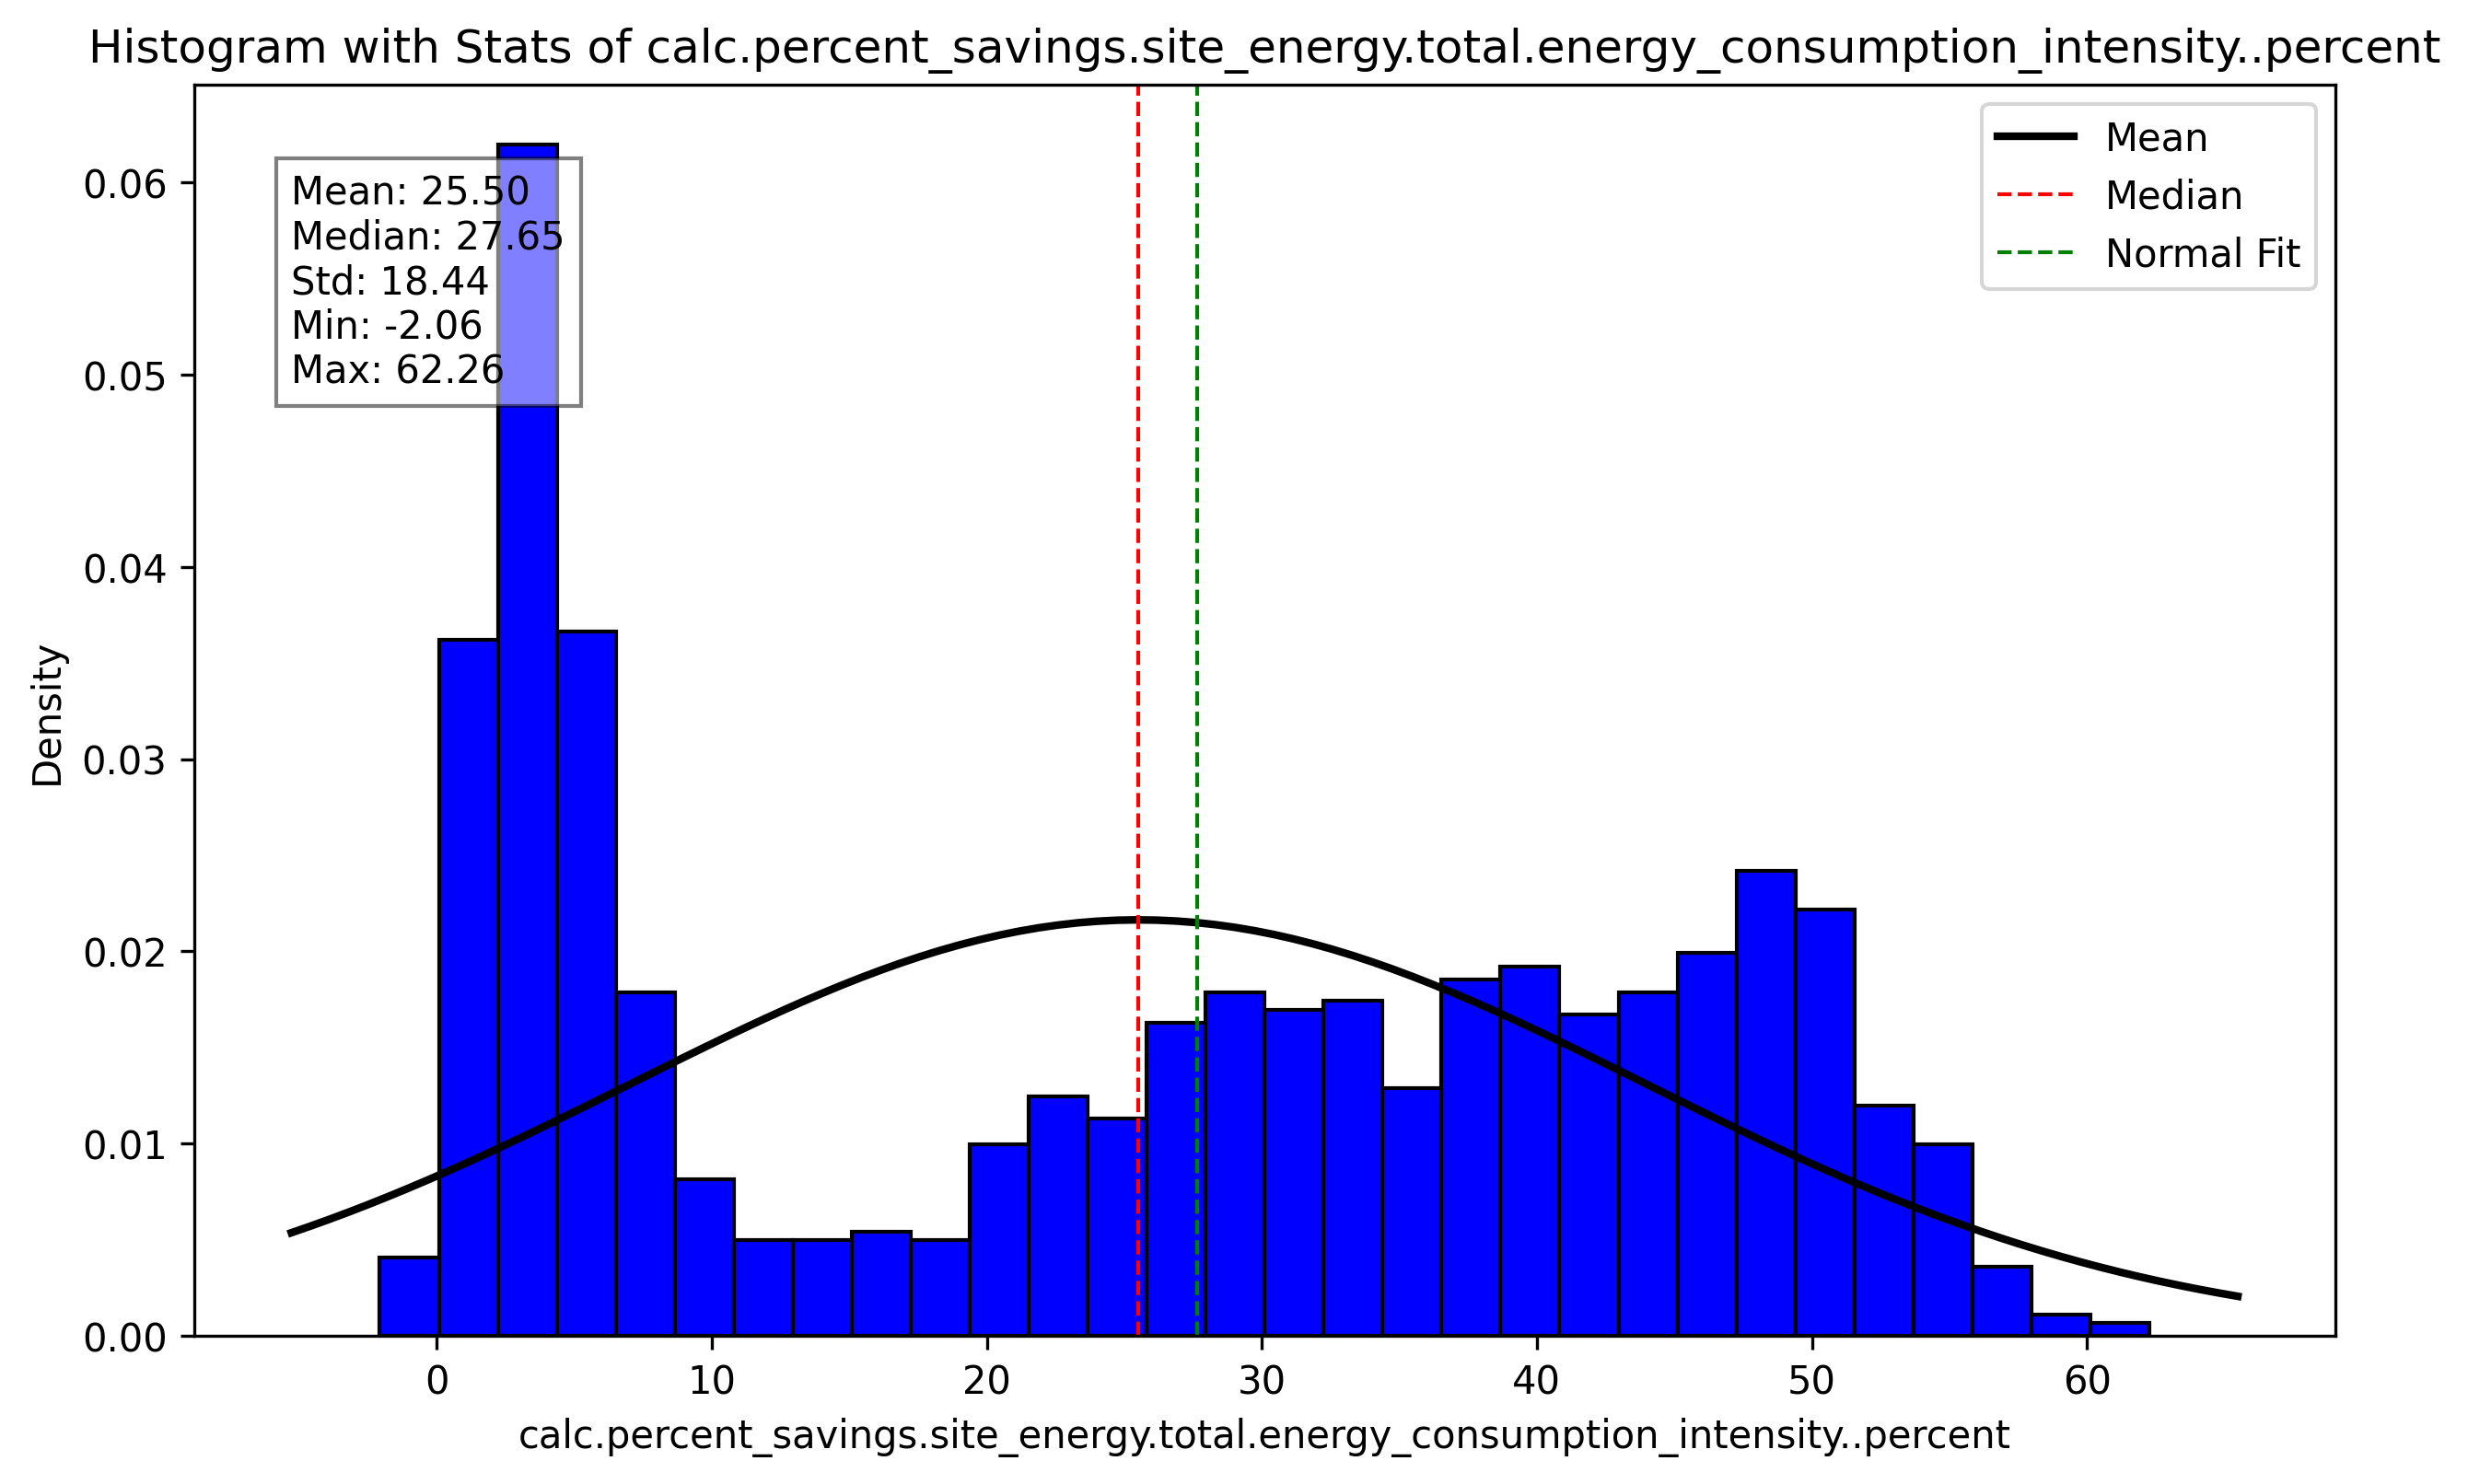 Histogram with Stats of calc.percent_savings.site_energy.total.energy_consumption_intensity..percent
Mean
Median
Normal Fit
Mean: 25.50
Median: 27.65
Std: 18.44
Min: -2.06
Max: 62.26
Density
0.06
0.05
0.04
0.03
0.02
0.01
0.00
0 10 20 30 40 50 60
calc.percent_savings.site_energy.total.energy_consumption_intensity..percent